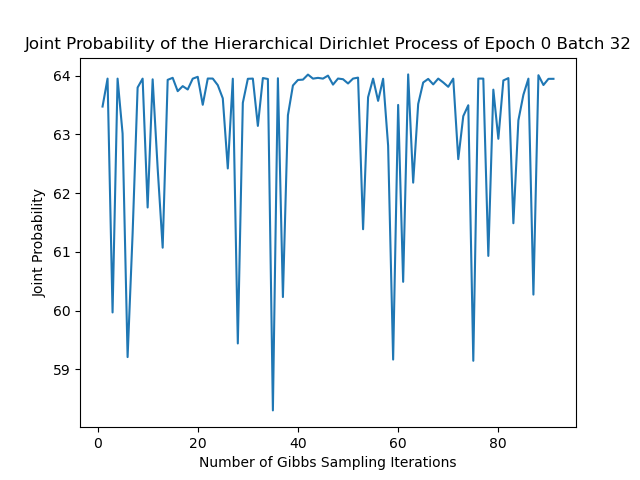 Joint Probability of the Hierarchical Dirichlet Process of Epoch 0 Batch 32
64
63
62
61
60
59
Joint Probability
0 20 40 60 80
Number of Gibbs Sampling Iterations